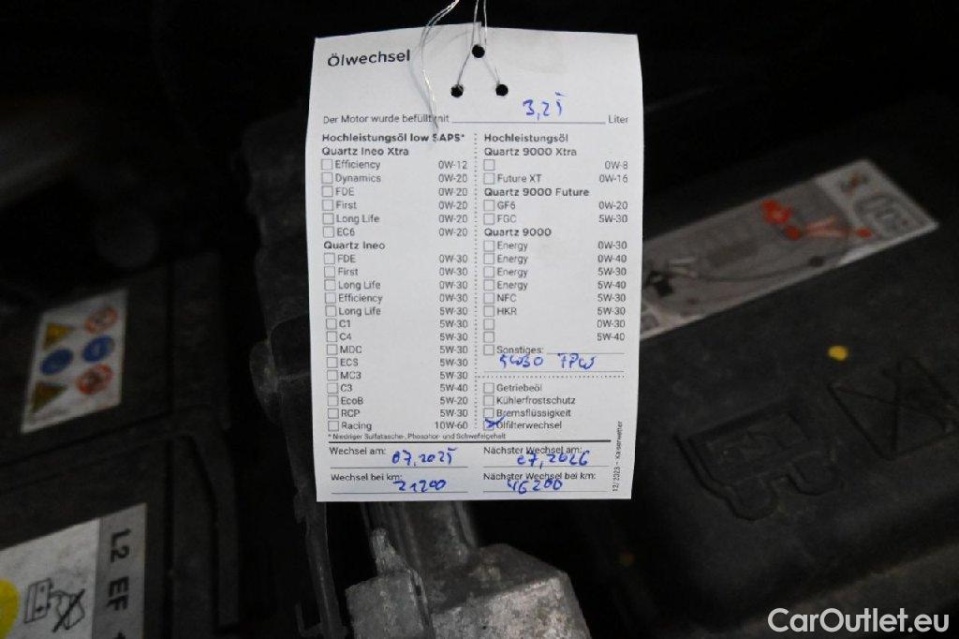 Ölwechsel
Der Motor wurde befüllt mit 3,25 Liter
Hochleistungsöl low SAPS*
Quartz Ineo Xtra
Efficiency 0W-12
Dynamics 0W-20
FDE 0W-20
First 0W-20
Long Life 0W-20
EC6 0W-20
Quartz Ineo
FDE 0W-30
First 0W-30
Long Life 0W-30
Efficiency 0W-30
Long Life 5W-30
C1 5W-30
C4 5W-30
MDC 5W-30
ECS 5W-30
MC3 5W-30
C3 5W-40
EcoB 5W-20
RCP 5W-30
Racing 10W-60
Hochleistungsöl
Quartz 9000 Xtra
0W-8
Future XT 0W-16
Quartz 9000 Future
GF6 0W-20
FGC 5W-30
Quartz 9000
Energy 0W-30
Energy 0W-40
Energy 5W-30
Energy 5W-40
NFC 5W-30
HKR 5W-30
0W-30
5W-40
Sonstiges:
5W30
Getriebeöl
Kühlerfrostschutz
Bremsflüssigkeit
Ölfilterwechsel
* Niedriger Sulfatasche-, Phosphor- und Schwefelgehalt
Wechsel am: 07,2025
Nächster Wechsel am: 07,2026
Wechsel bei km: 21200
Nächster Wechsel bei km: 46200
12/2023 - Kaiserwetter
L2 EF
CarOutlet.eu